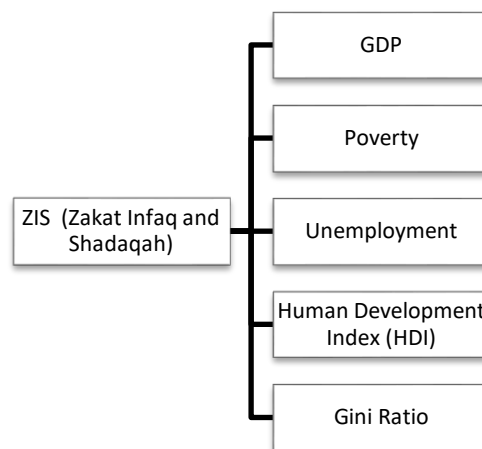 GDP
Poverty
ZIS (Zakat Infaq and
Shadaqah)
Unemployment
Human Development
Index (HDI)
Gini Ratio